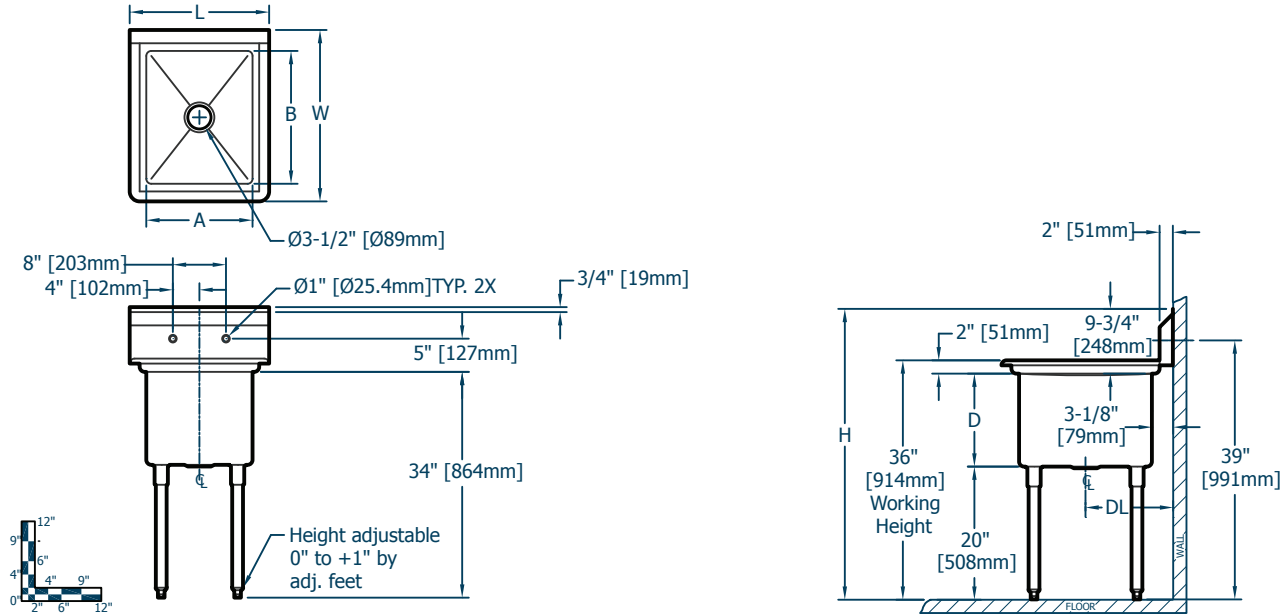 L
B
W
A
Ø3-1/2" [Ø89mm]
8" [203mm]
4" [102mm]
Ø1" [Ø25.4mm]TYP. 2X
3/4" [19mm]
5" [127mm]
34" [864mm]
℄
Height adjustable
0" to +1" by
adj. feet
12"
9"
6"
4"
0"
4" 9"
2" 6" 12"
2" [51mm]
2" [51mm]
9-3/4"
[248mm]
H
D
3-1/8"
[79mm]
36"
[914mm]
Working
Height
39"
[991mm]
℄
DL
20"
[508mm]
WALL
FLOOR